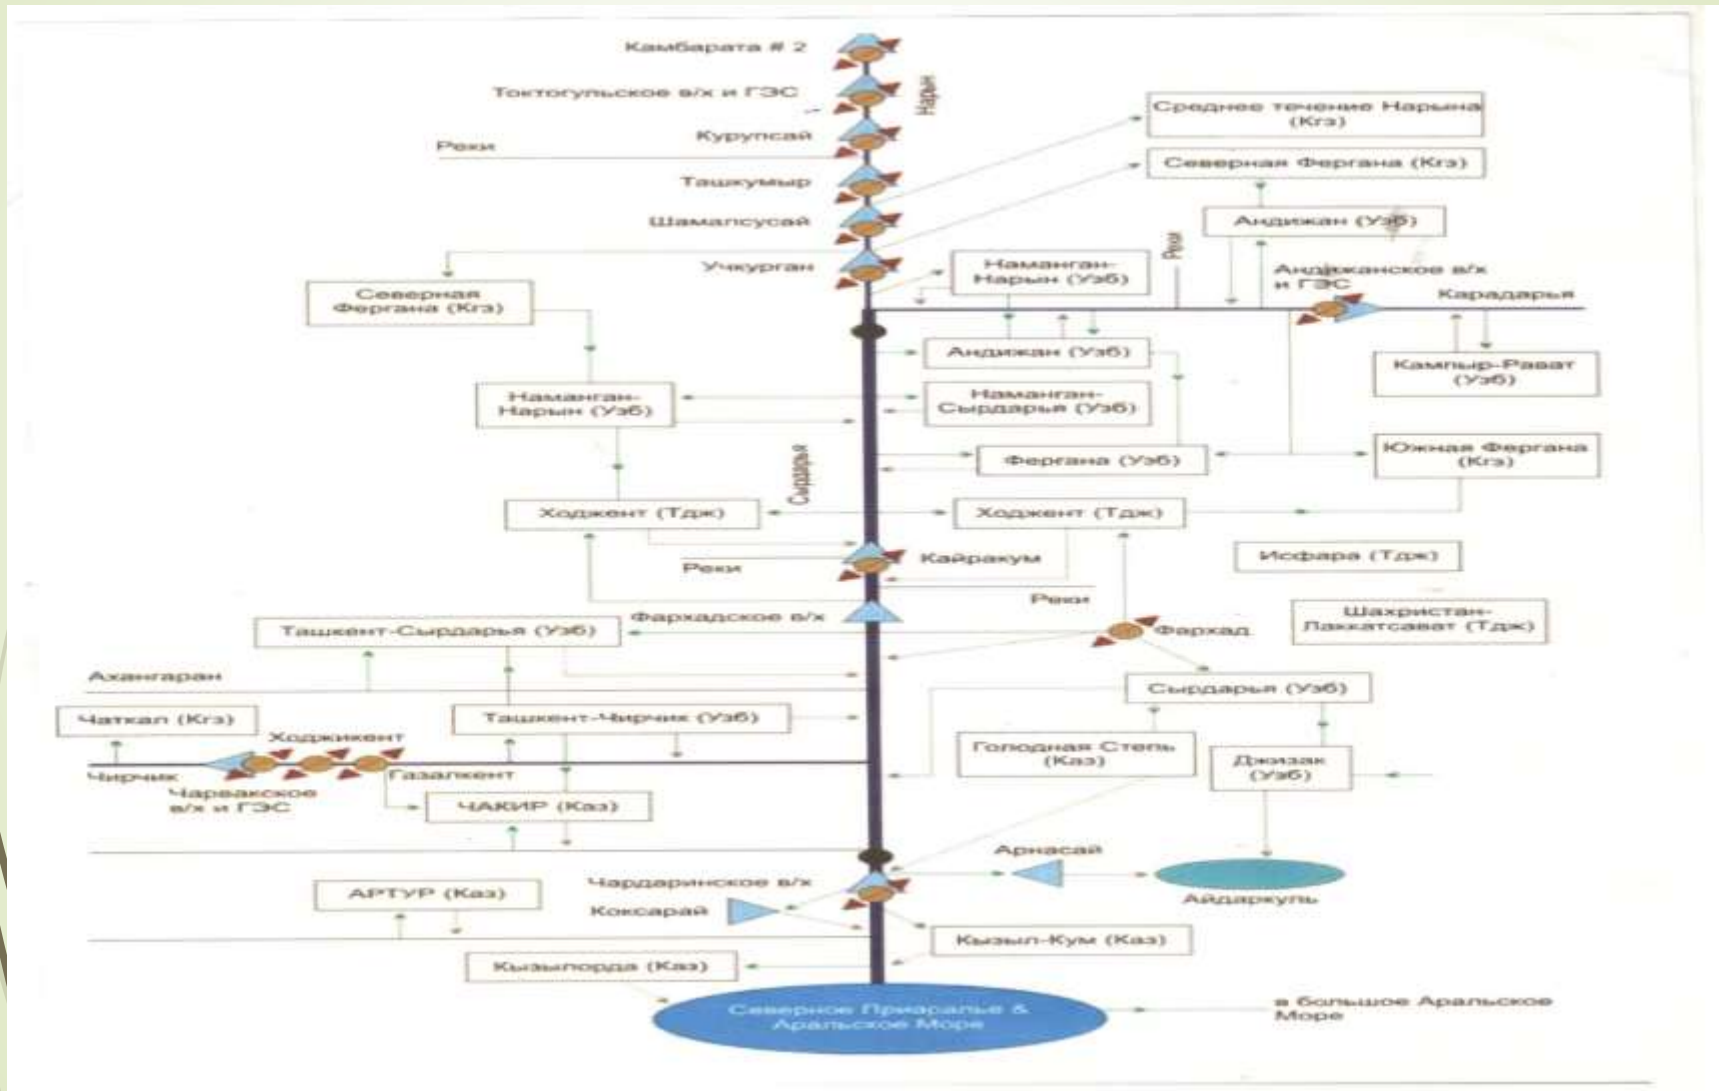 Камбарата # 2
Токтогульское в/х и ГЭС
Нарын
Курупсай
Реки
Ташкумыр
Шамалсусай
Учкурган
Среднее течение Нарына
(Кгз)
Северная Фергана (Кгз)
Андижан (Узб)
Реки
Андижанское в/х
и ГЭС
Карадарья
Наманган-
Нарын (Узб)
Северная
Фергана (Кгз)
Андижан (Узб)
Кампыр-Рават
(Узб)
Наманган-
Нарын (Узб)
Наманган-
Сырдарья (Узб)
Сырдарья
Фергана (Узб)
Южная Фергана
(Кгз)
Ходжент (Тдж)
Ходжент (Тдж)
Кайракум
Реки
Исфара (Тдж)
Реки
Шахристан-
Лаккатсават (Тдж)
Фархадское в/х
Ташкент-Сырдарья (Узб)
Фархад
Ахангаран
Сырдарья (Узб)
Чаткал (Кгз)
Ташкент-Чирчик (Узб)
Ходжикент
Голодная Степь
(Каз)
Джизак
(Узб)
Чирчик
Газалкент
Чарвакское
в/х и ГЭС
ЧАКИР (Каз)
Арнасай
Чардаринское в/х
АРТУР (Каз)
Коксарай
Айдаркуль
Кызыл-Кум (Каз)
Кызылорда (Каз)
Северное Приаралье &
Аральское Море
в большое Аральское
Море